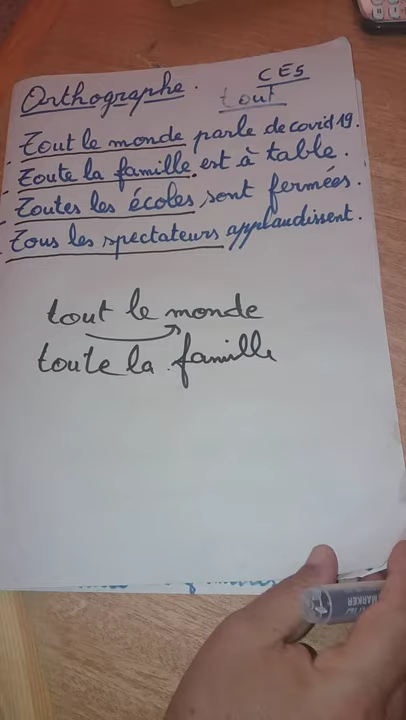 Orthographe. CE5
tout
. Tout le monde parle de covid 19.
. Toute la famille. est à table.
. Toutes les écoles sont fermées.
. Tous les spectateurs applaudissent.
tout le monde
toute la famille
MARKER